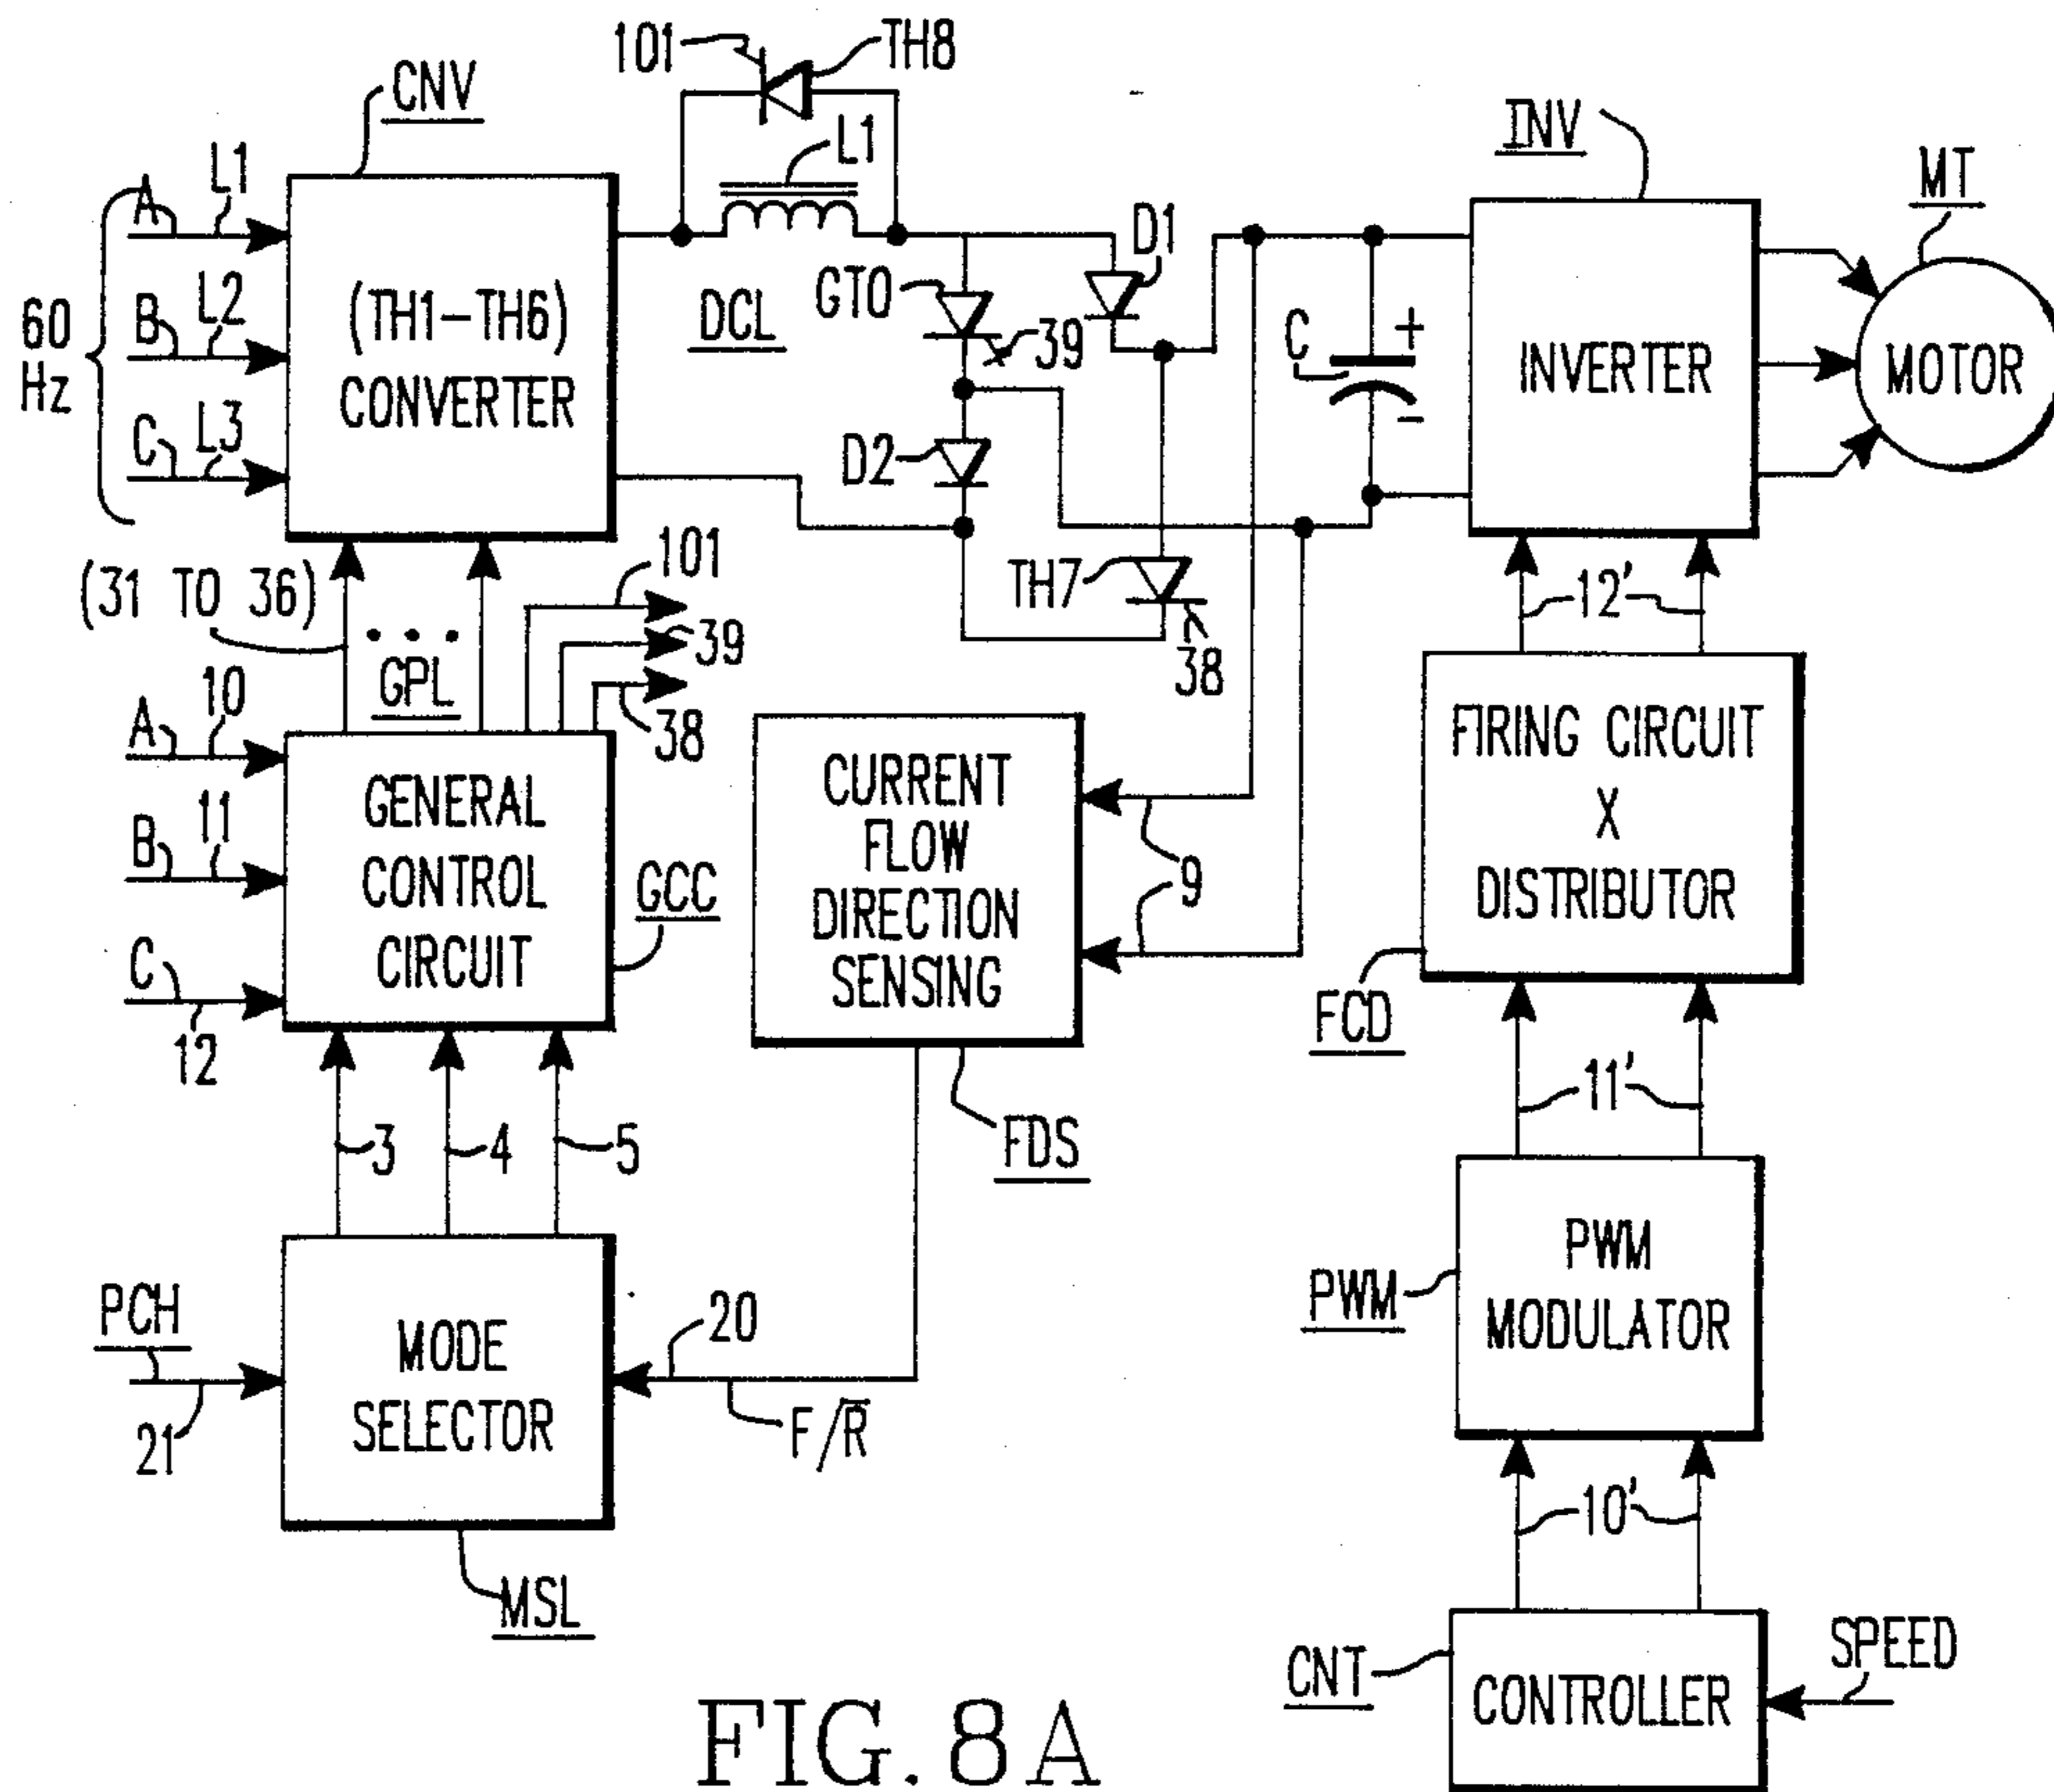 101
TH8
CNV
L1
INV
MT
A
L1
B
L2
C
L3
60
Hz
(TH1-TH6)
CONVERTER
DCL
GTO
39
D1
D2
C
+
-
INVERTER
MOTOR
(31 TO 36)
GPL
101
39
38
TH7
38
12'
A
10
B
11
C
12
GENERAL
CONTROL
CIRCUIT
GCC
CURRENT
FLOW
DIRECTION
SENSING
9
FDS
FIRING CIRCUIT
X
DISTRIBUTOR
FCD
3
4
5
11'
PCH
21
MODE
SELECTOR
20
F/R̅
MSL
PWM
PWM
MODULATOR
10'
CNT
CONTROLLER
SPEED
FIG. 8A